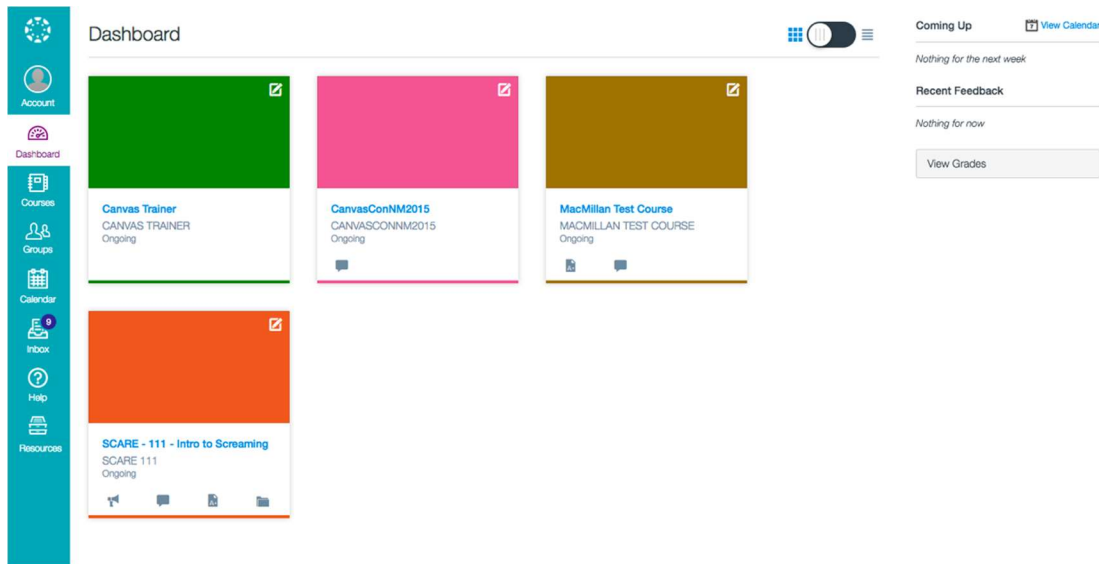 Account
Dashboard
Courses
Groups
Calendar
9
Inbox
Help
Resources
Dashboard
Canvas Trainer
CANVAS TRAINER
Ongoing
CanvasConNM2015
CANVASCONNM2015
Ongoing
MacMillan Test Course
MACMILLAN TEST COURSE
Ongoing
A+
SCARE - 111 - Intro to Screaming
SCARE 111
Ongoing
A+
Coming Up
7 View Calendar
Nothing for the next week
Recent Feedback
Nothing for now
View Grades